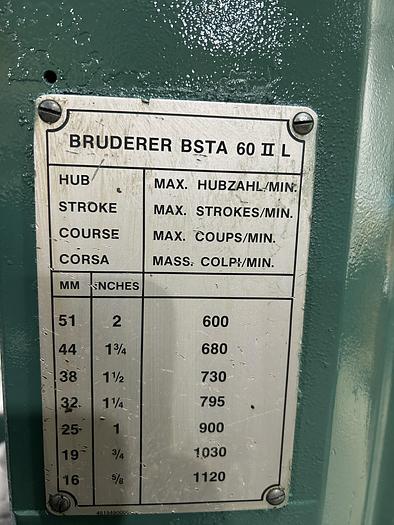 BRUDERER BSTA 60 II L
HUB MAX. HUBZAHL/MIN.
STROKE MAX. STROKES/MIN.
COURSE MAX. COUPS/MIN.
CORSA MASS. COLPI/MIN.
MM INCHES
51 2 600
44 1¾ 680
38 1½ 730
32 1¼ 795
25 1 900
19 ¾ 1030
16 ⅝ 1120